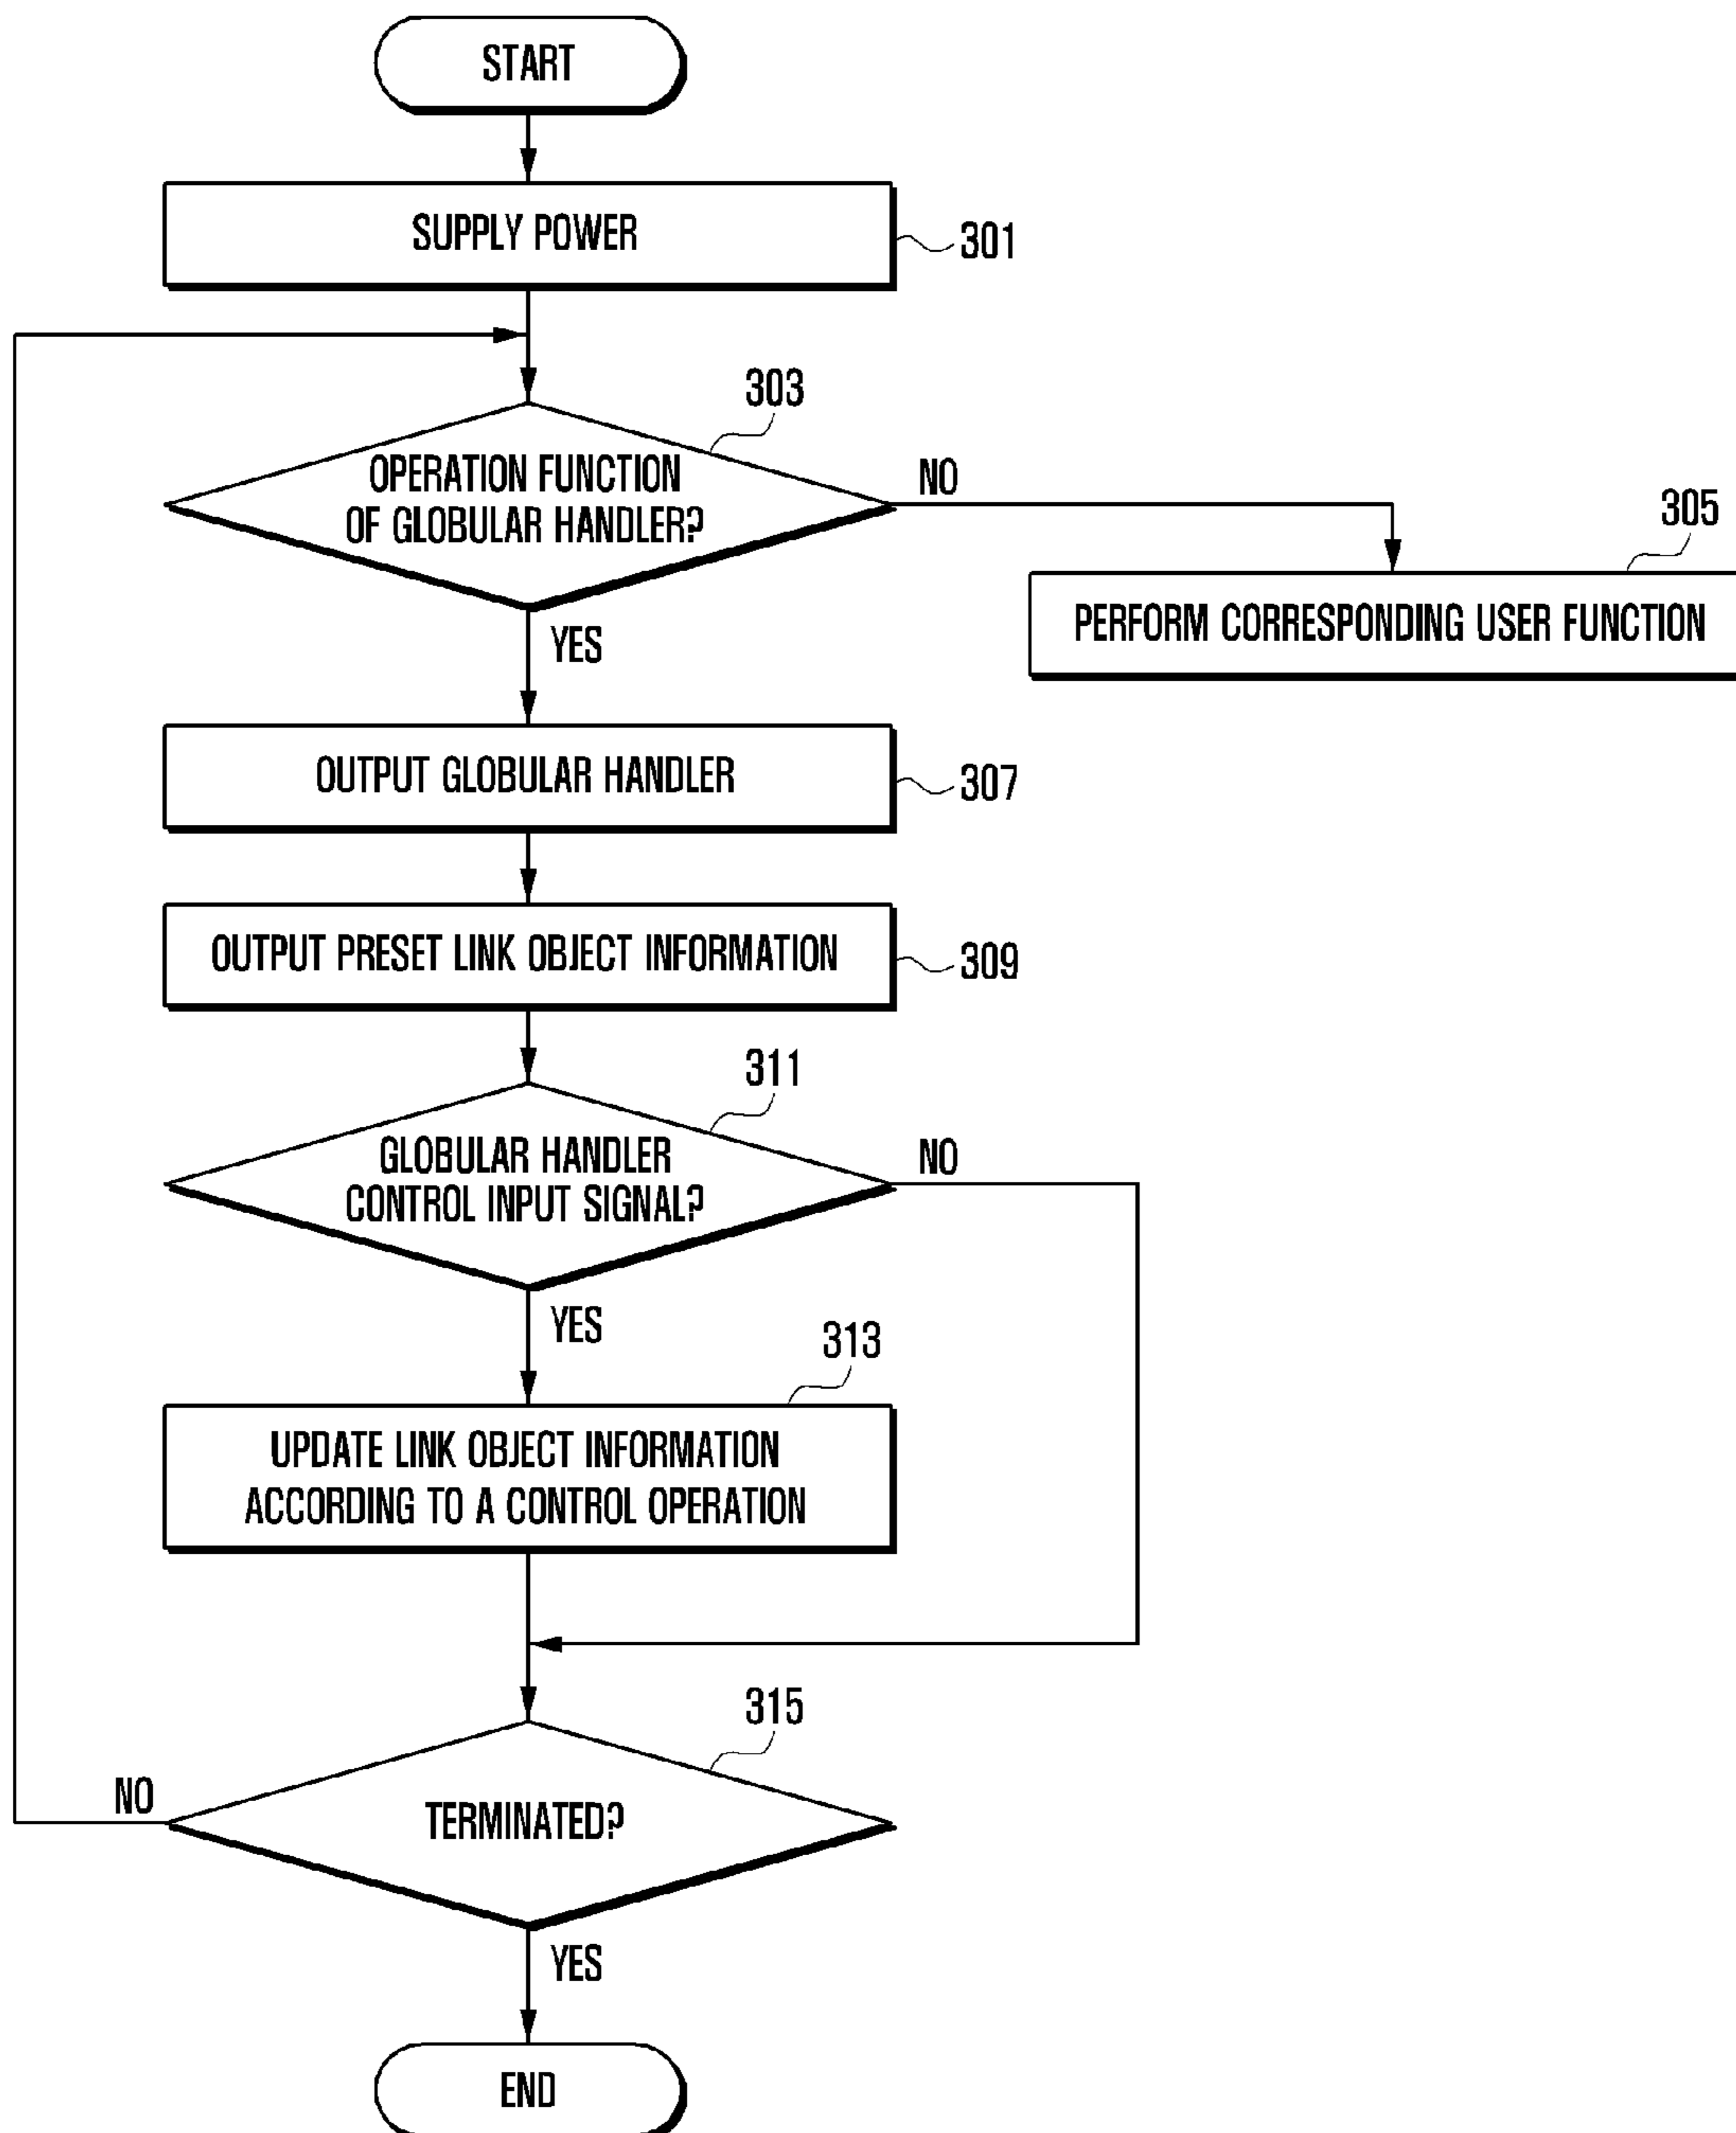 START
SUPPLY POWER
301
303
OPERATION FUNCTION
OF GLOBULAR HANDLER?
NO
305
PERFORM CORRESPONDING USER FUNCTION
YES
OUTPUT GLOBULAR HANDLER
307
OUTPUT PRESET LINK OBJECT INFORMATION
309
311
GLOBULAR HANDLER
CONTROL INPUT SIGNAL?
NO
YES
313
UPDATE LINK OBJECT INFORMATION
ACCORDING TO A CONTROL OPERATION
315
NO
TERMINATED?
YES
END